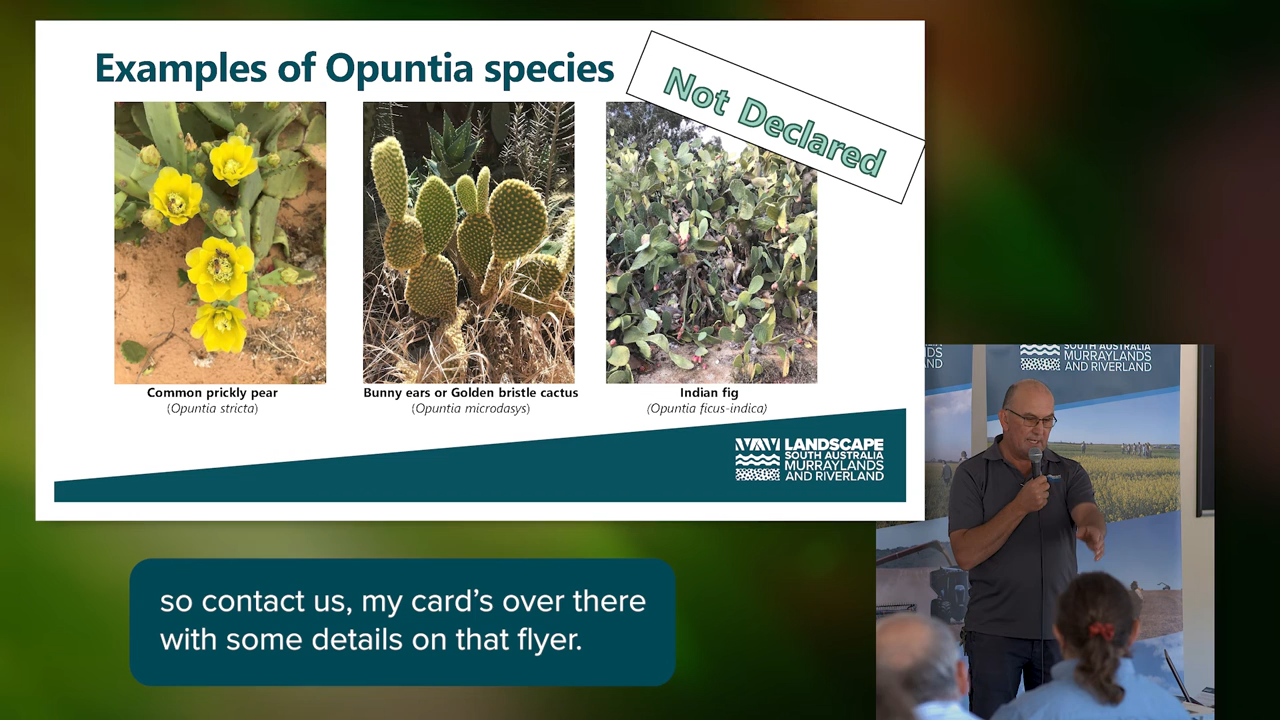 Examples of Opuntia species
Not Declared
Common prickly pear
(Opuntia stricta)
Bunny ears or Golden bristle cactus
(Opuntia microdasys)
Indian fig
(Opuntia ficus-indica)
LANDSCAPE
SOUTH AUSTRALIA
MURRAYLANDS
AND RIVERLAND
NDS
AND
SOUTH AUSTRALIA
MURRAYLANDS
AND RIVERLAND
so contact us, my card’s over there
with some details on that flyer.